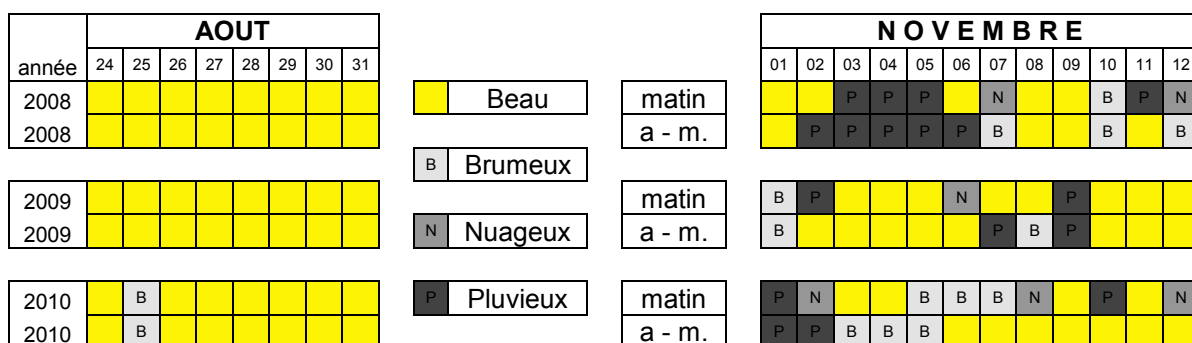 AOUT N O V E M B R E
année 24 25 26 27 28 29 30 31 01 02 03 04 05 06 07 08 09 10 11 12
2008 Beau matin P P P N B P N
2008 a - m. P P P P P B B B
B Brumeux
2009 matin B P N P
2009 N Nuageux a - m. B P B P
2010 B P Pluvieux matin P N B B B N P N
2010 B a - m. P P B B B